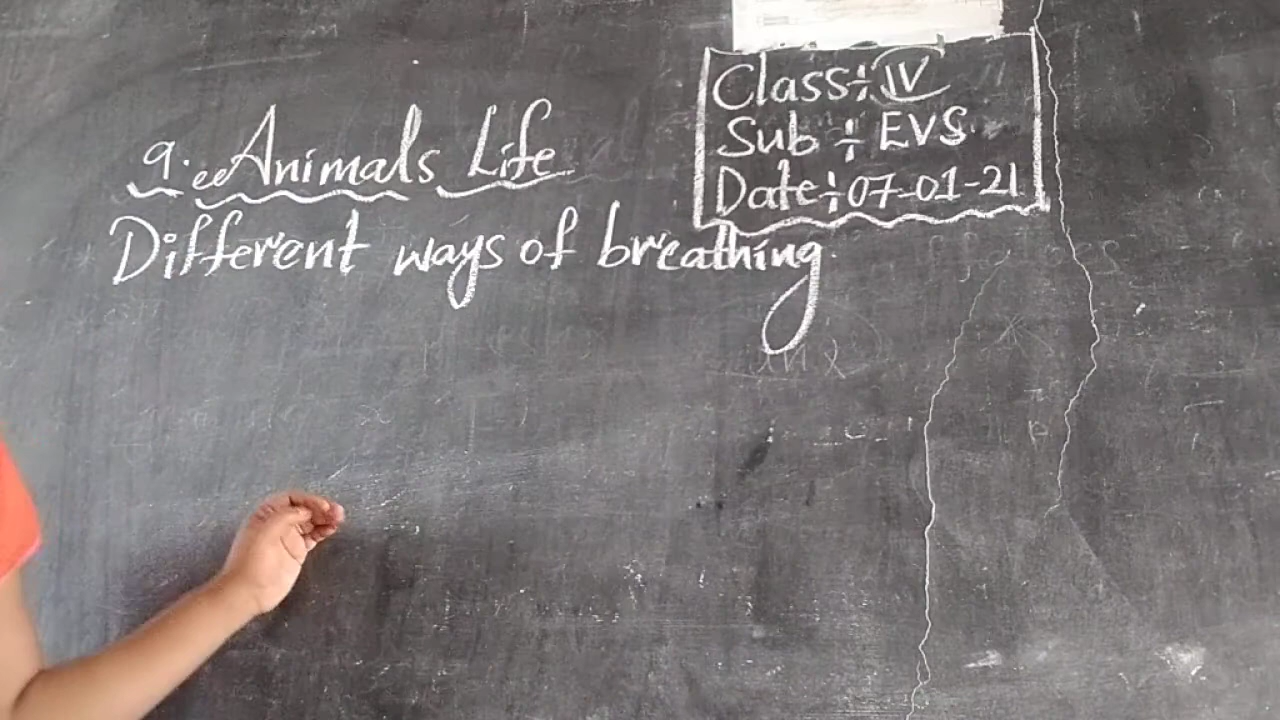 9. Animals Life
Different ways of breathing
Class÷ IV
Sub ÷ EVS
Date÷ 07-01-21